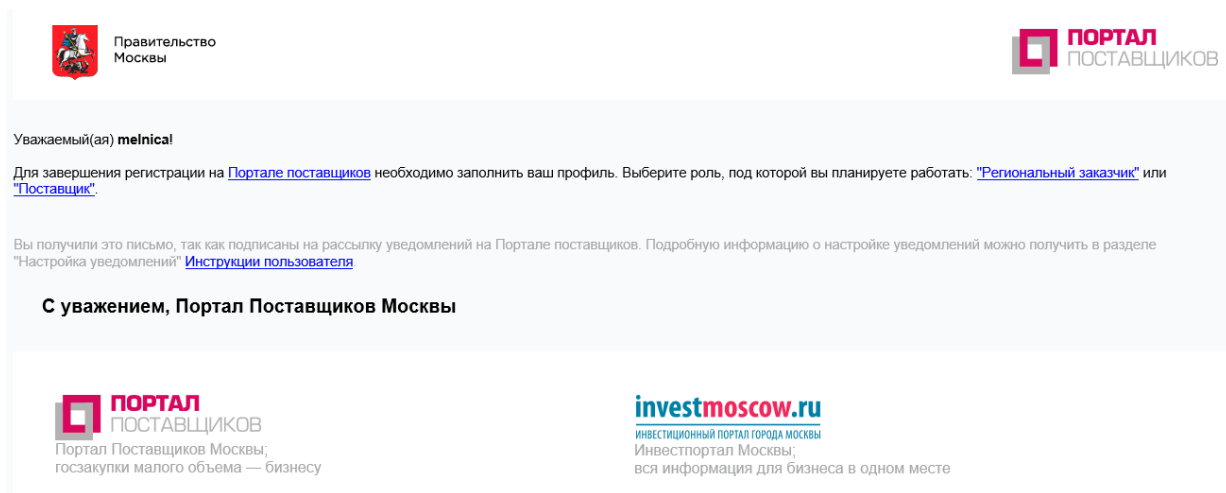 Правительство
Москвы
ПОРТАЛ
ПОСТАВЩИКОВ
Уважаемый(ая) melnica!
Для завершения регистрации на Портале поставщиков необходимо заполнить ваш профиль. Выберите роль, под которой вы планируете работать: "Региональный заказчик" или
"Поставщик".
Вы получили это письмо, так как подписаны на рассылку уведомлений на Портале поставщиков. Подробную информацию о настройке уведомлений можно получить в разделе
"Настройка уведомлений" Инструкции пользователя.
С уважением, Портал Поставщиков Москвы
ПОРТАЛ
ПОСТАВЩИКОВ
Портал Поставщиков Москвы;
госзакупки малого объема — бизнесу
investmoscow.ru
ИНВЕСТИЦИОННЫЙ ПОРТАЛ ГОРОДА МОСКВЫ
Инвестпортал Москвы;
вся информация для бизнеса в одном месте